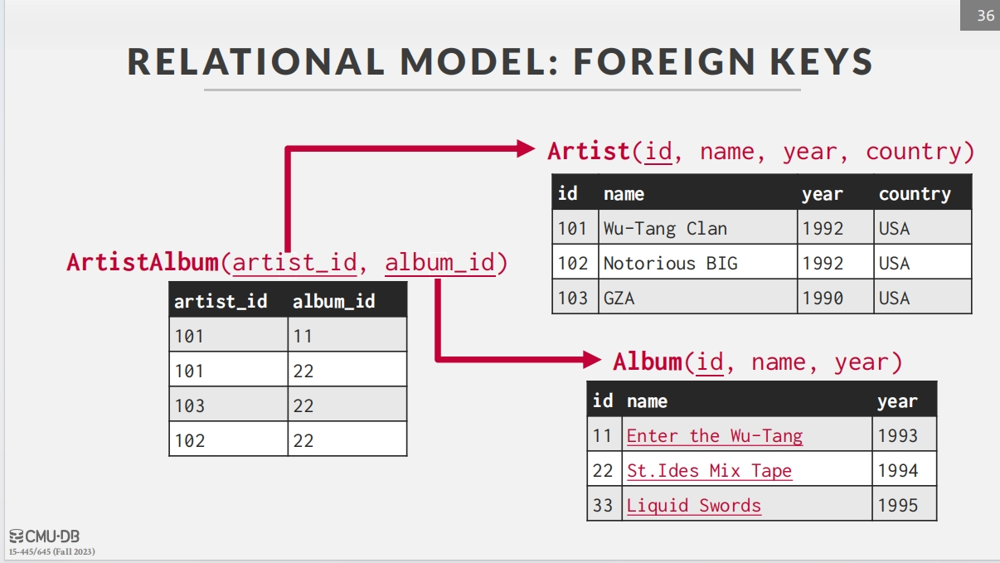 36
RELATIONAL MODEL: FOREIGN KEYS
Artist(id, name, year, country)
id name year country
101 Wu-Tang Clan 1992 USA
102 Notorious BIG 1992 USA
103 GZA 1990 USA
ArtistAlbum(artist_id, album_id)
artist_id album_id
101 11
101 22
103 22
102 22
Album(id, name, year)
id name year
11 Enter the Wu-Tang 1993
22 St.Ides Mix Tape 1994
33 Liquid Swords 1995
CMU·DB
15-445/645 (Fall 2023)